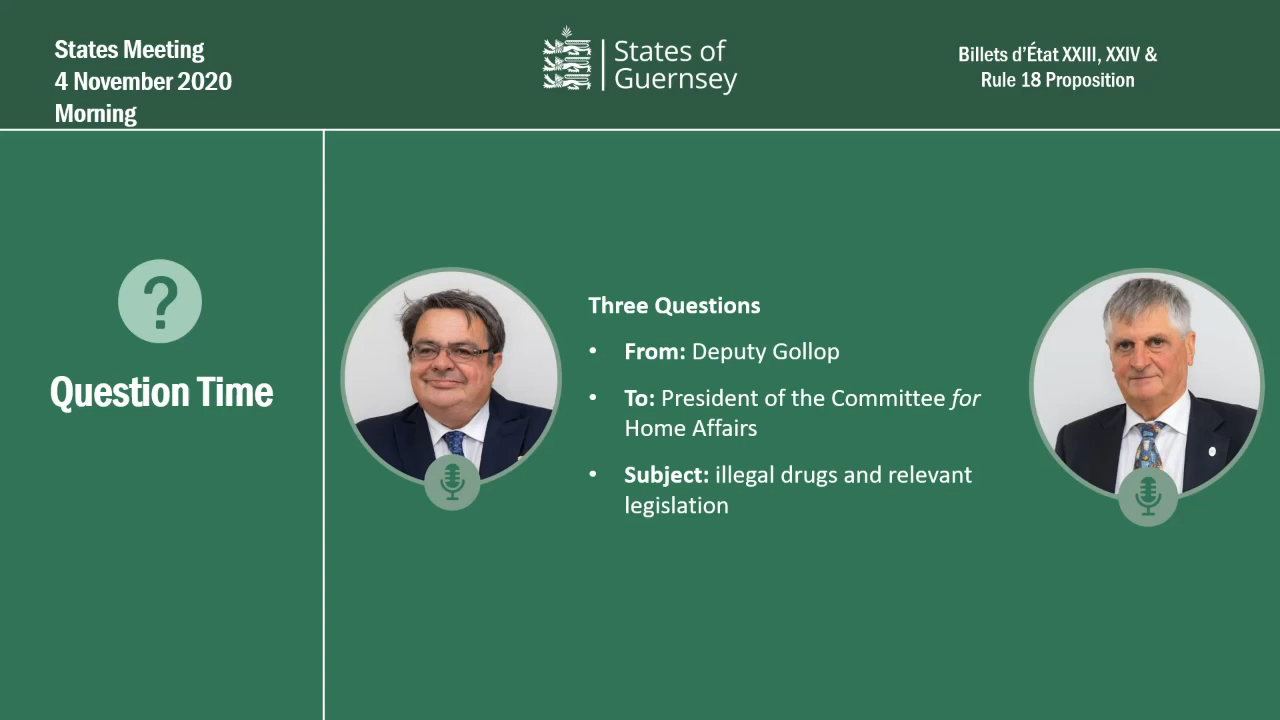 States Meeting
4 November 2020
Morning
States of
Guernsey
Billets d'État XXIII, XXIV &
Rule 18 Proposition
?
Question Time
Three Questions
• From: Deputy Gollop
• To: President of the Committee for
Home Affairs
• Subject: illegal drugs and relevant
legislation